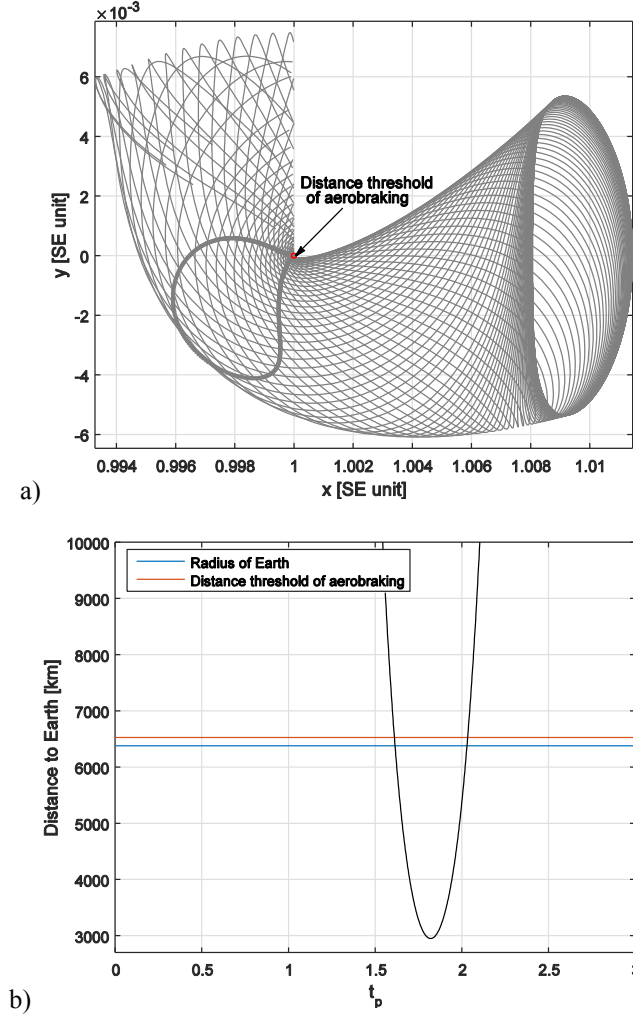 ×10⁻³
6
4
2
0
-2
-4
-6
y [SE unit]
Distance threshold
of aerobraking
0.994 0.996 0.998 1 1.002 1.004 1.006 1.008 1.01
x [SE unit]
a)
10000
9000
8000
7000
6000
5000
4000
3000
Distance to Earth [km]
Radius of Earth
Distance threshold of aerobraking
0 0.5 1 1.5 2 2.5 3
t_p
b)